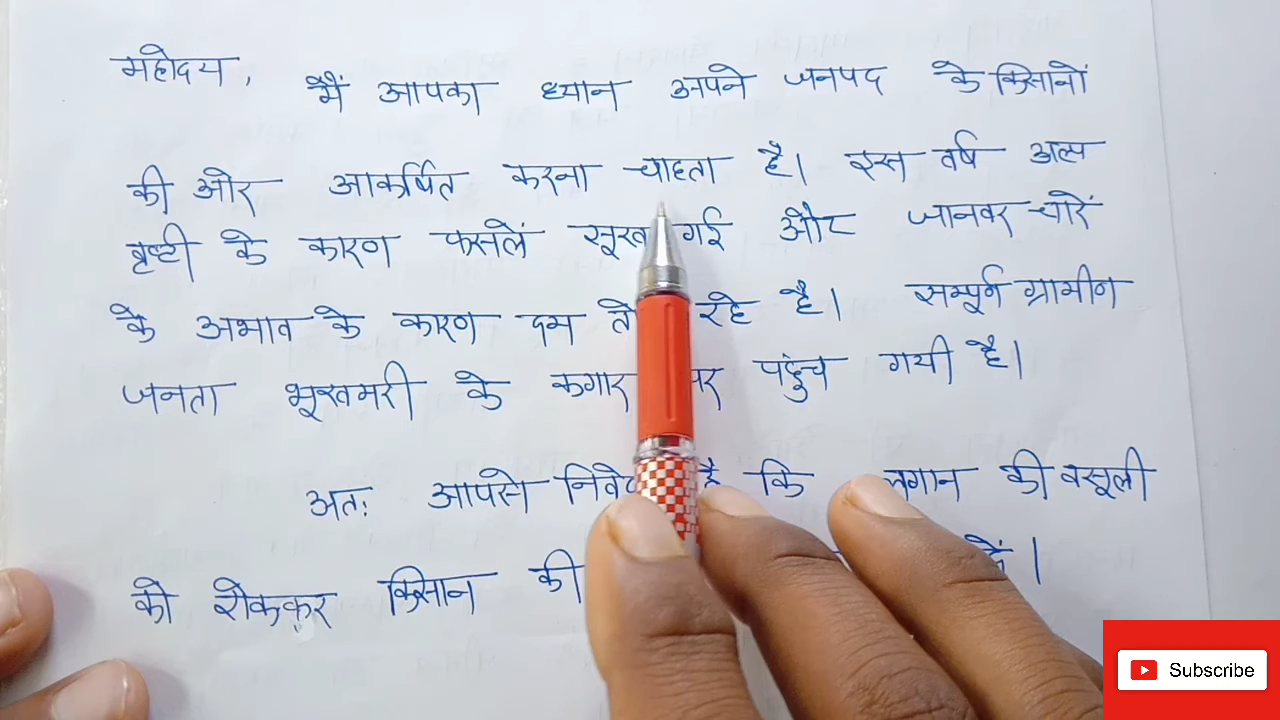 महोदय,
मैं आपका ध्यान अपने जनपद के किसानों
की ओर आकर्षित करना चाहता है। इस वर्ष अल्प
बृष्टी के कारण फसलें सूख गई और जानवर चारें
के अभाव के कारण दम रहे है। सम्पूर्न ग्रामीन
जनता भूखमरी के कगार पर पहुंच गयी है।
अतः आपसे है कि लगान की वसूली
को रोककर किसान की
Subscribe